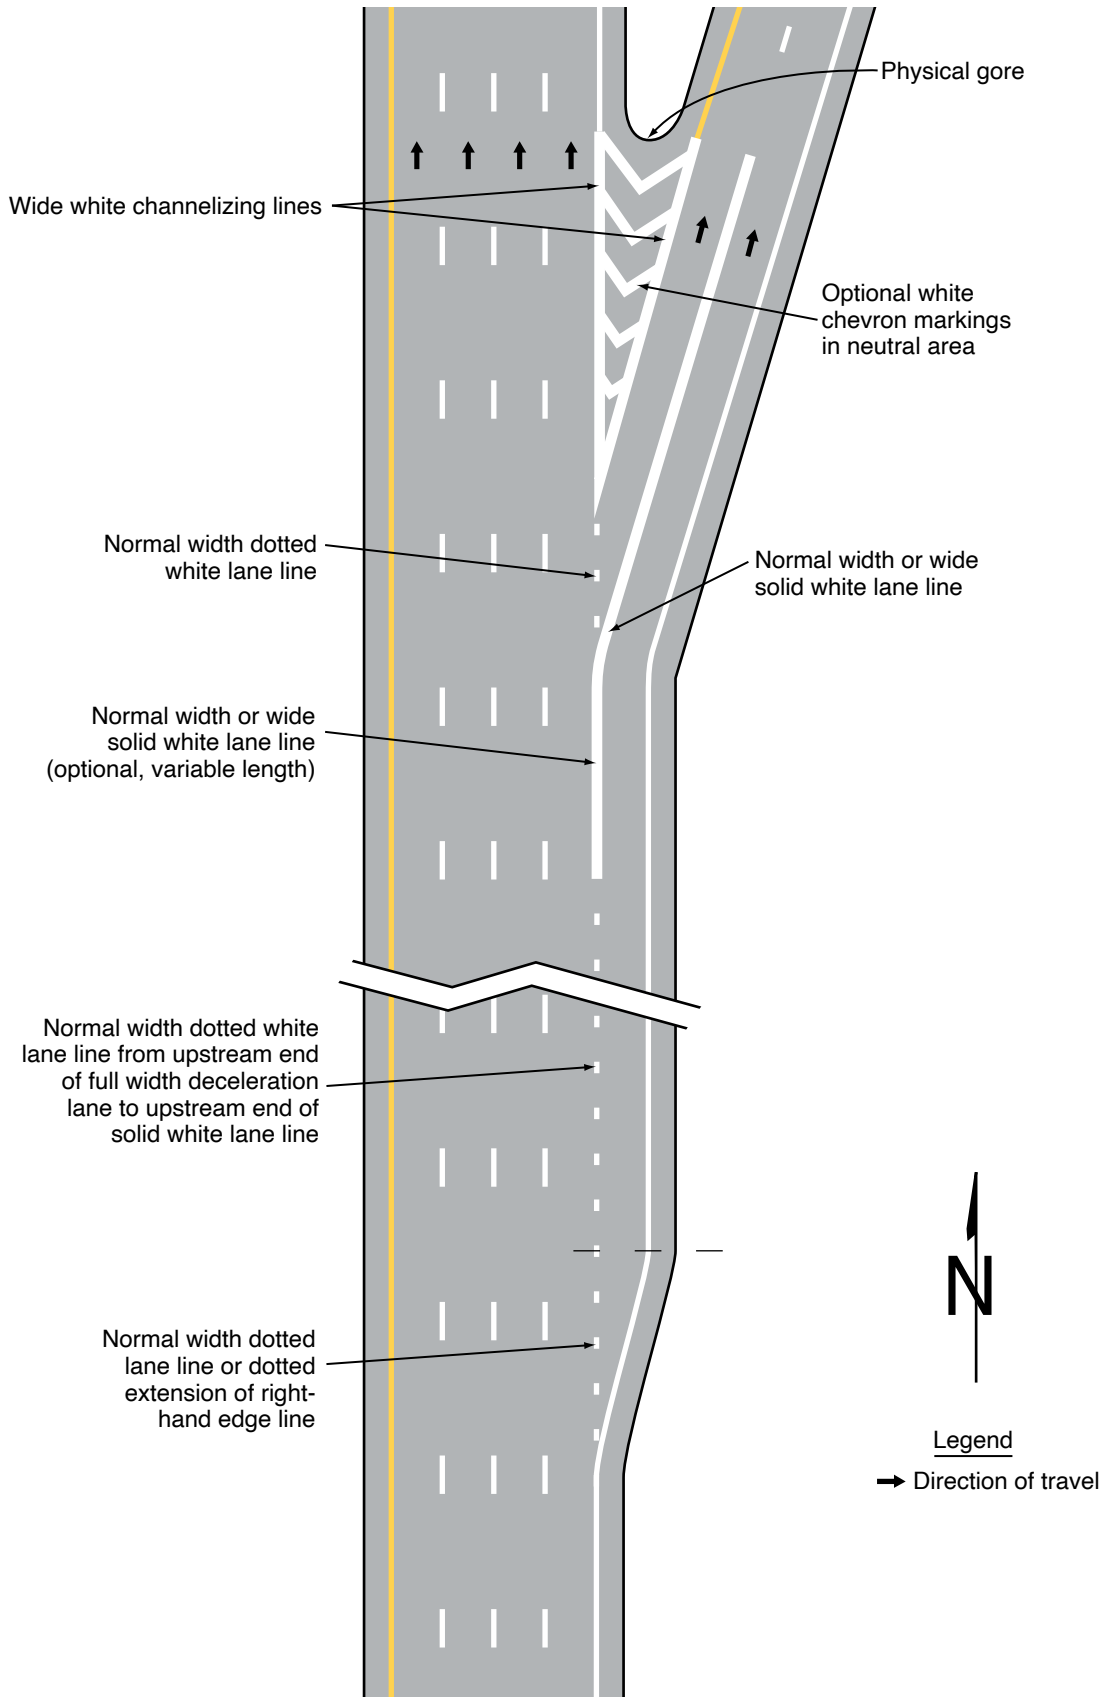 Physical gore
Wide white channelizing lines
Optional white
chevron markings
in neutral area
Normal width dotted
white lane line
Normal width or wide
solid white lane line
Normal width or wide
solid white lane line
(optional, variable length)
Normal width dotted white
lane line from upstream end
of full width deceleration
lane to upstream end of
solid white lane line
N
Normal width dotted
lane line or dotted
extension of right-
hand edge line
Legend
Direction of travel